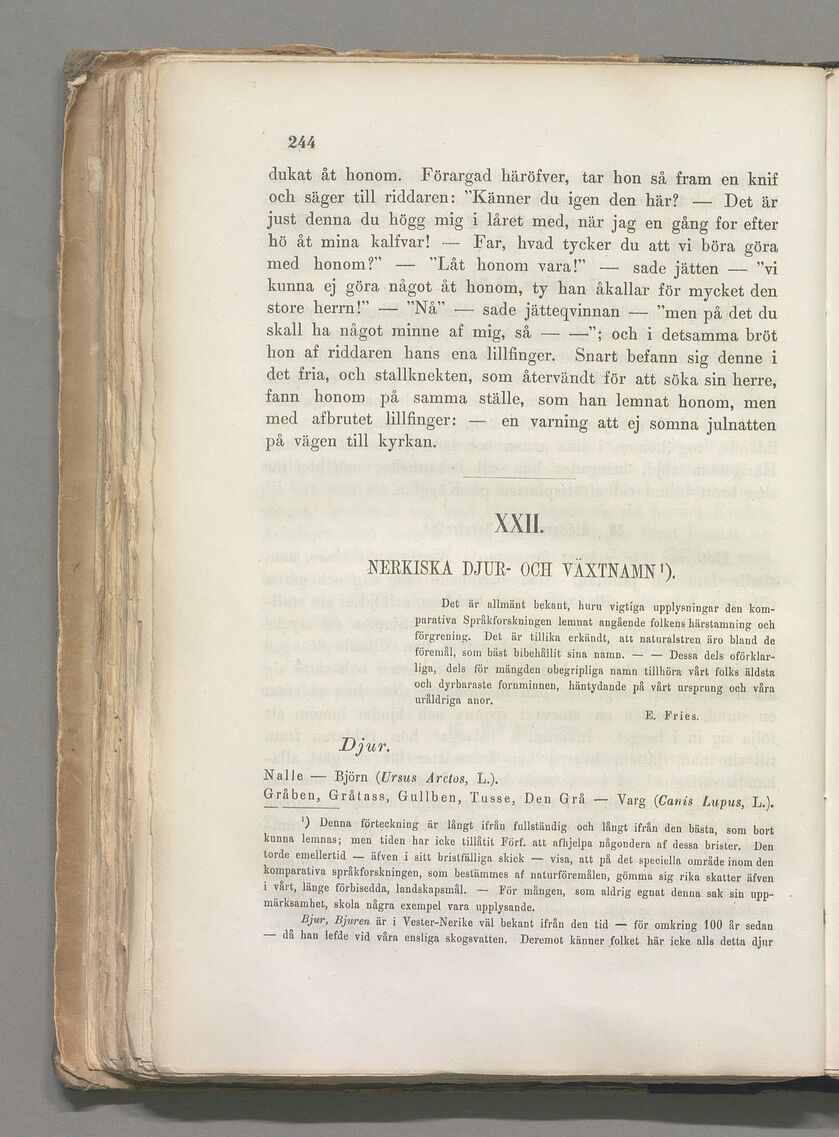 244
dukat åt honom. Förargad häröfver, tar hon så fram en knif
och säger till riddaren: ”Känner du igen den här? — Det är
just denna du högg mig i låret med, när jag en gång for efter
hö åt mina kalfvar! — Far, hvad tycker du att vi böra göra
med honom?” — ”Låt honom vara!” — sade jätten — ”vi
kunna ej göra något åt honom, ty han åkallar för mycket den
store herrn!” — ”Nå” — sade jätteqvinnan — ”men på det du
skall ha något minne af mig, så — —”; och i detsamma bröt
hon af riddaren hans ena lillfinger. Snart befann sig denne i
det fria, och stallknekten, som återvändt för att söka sin herre,
fann honom på samma ställe, som han lemnat honom, men
med afbrutet lillfinger: — en varning att ej somna julnatten
på vägen till kyrkan.
XXII.
NERKISKA DJUR- OCH VÄXTNAMN¹).
Det är allmänt bekant, huru vigtiga upplysningar den kom-
parativa Språkforskningen lemnat angående folkens härstamning och
förgrening. Det är tillika erkändt, att naturalstren äro bland de
föremål, som bäst bibehållit sina namn. — — Dessa dels oförklar-
liga, dels för mängden obegripliga namn tillhöra vårt folks äldsta
och dyrbaraste fornminnen, häntydande på vårt ursprung och våra
uråldriga anor.
E. Fries.
Djur.
Nalle — Björn (Ursus Arctos, L.).
Gråben, Gråtass, Gullben, Tusse, Den Grå — Varg (Canis Lupus, L.).
¹) Denna förteckning är långt ifrån fullständig och långt ifrån den bästa, som bort
kunna lemnas; men tiden har icke tillåtit Förf. att afhjelpa någondera af dessa brister. Den
torde emellertid — äfven i sitt bristfälliga skick — visa, att på det speciella område inom den
komparativa språkforskningen, som bestämmes af naturföremålen, gömma sig rika skatter äfven
i vårt, länge förbisedda, landskapsmål. — För mången, som aldrig egnat denna sak sin upp-
märksamhet, skola några exempel vara upplysande.
Bjur, Bjuren är i Vester-Nerike väl bekant ifrån den tid — för omkring 100 år sedan
— då han lefde vid våra ensliga skogsvatten. Deremot känner folket här icke alls detta djur